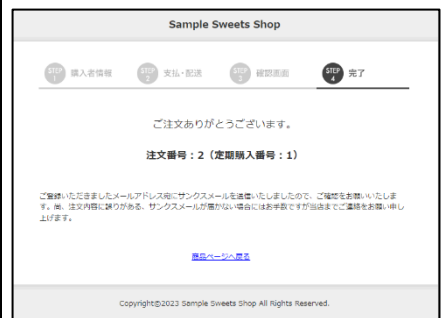 Sample Sweets Shop
STEP 1 購入者情報 STEP 2 支払・配送 STEP 3 確認画面 STEP 4 完了
ご注文ありがとうございます。
注文番号：2（定期購入番号：1）
ご登録いただきましたメールアドレス宛にサンクスメールを送信いたしましたので、ご確認をお願いいたしま
す。尚、注文内容に誤りがある、サンクスメールが届かない場合にはお手数ですが当店までご連絡をお願い申し
上げます。
商品ページへ戻る
Copyright©2023 Sample Sweets Shop All Rights Reserved.